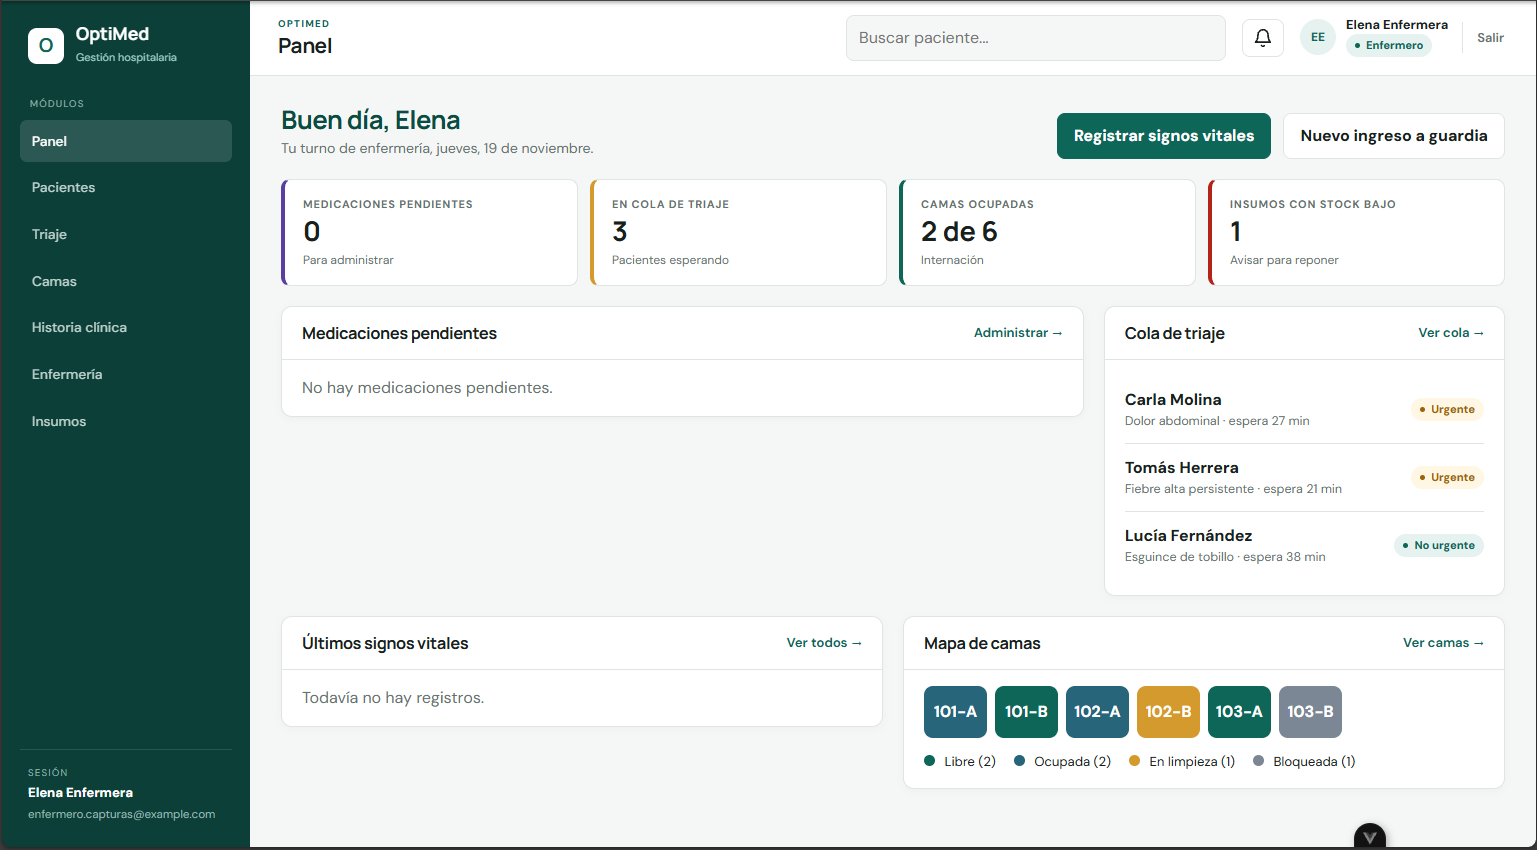 O
OptiMed
Gestión hospitalaria
MÓDULOS
Panel
Pacientes
Triaje
Camas
Historia clínica
Enfermería
Insumos
SESIÓN
Elena Enfermera
enfermero.capturas@example.com
OPTIMED
Panel
Buscar paciente...
EE
Elena Enfermera
Enfermero
Salir
Buen día, Elena
Tu turno de enfermería, jueves, 19 de noviembre.
Registrar signos vitales
Nuevo ingreso a guardia
MEDICACIONES PENDIENTES
0
Para administrar
EN COLA DE TRIAJE
3
Pacientes esperando
CAMAS OCUPADAS
2 de 6
Internación
INSUMOS CON STOCK BAJO
1
Avisar para reponer
Medicaciones pendientes
Administrar →
No hay medicaciones pendientes.
Cola de triaje
Ver cola →
Carla Molina
Dolor abdominal · espera 27 min
Urgente
Tomás Herrera
Fiebre alta persistente · espera 21 min
Urgente
Lucía Fernández
Esguince de tobillo · espera 38 min
No urgente
Últimos signos vitales
Ver todos →
Todavía no hay registros.
Mapa de camas
Ver camas →
101-A 101-B 102-A 102-B 103-A 103-B
Libre (2) Ocupada (2) En limpieza (1) Bloqueada (1)